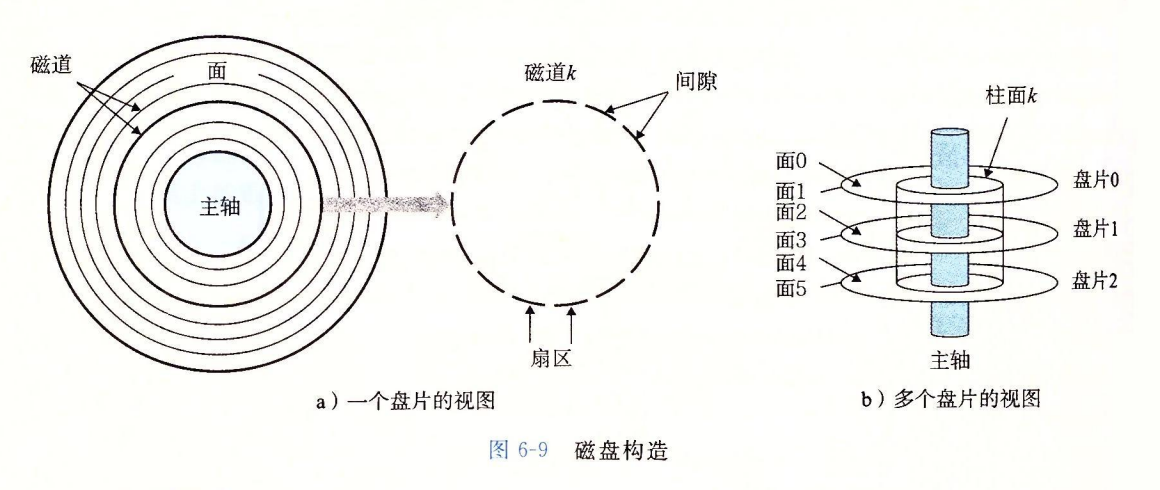 磁道
面
主轴
磁道k
间隙
扇区
a）一个盘片的视图
柱面k
面0
面1
面2
面3
面4
面5
盘片0
盘片1
盘片2
主轴
b）多个盘片的视图
图 6-9 磁盘构造